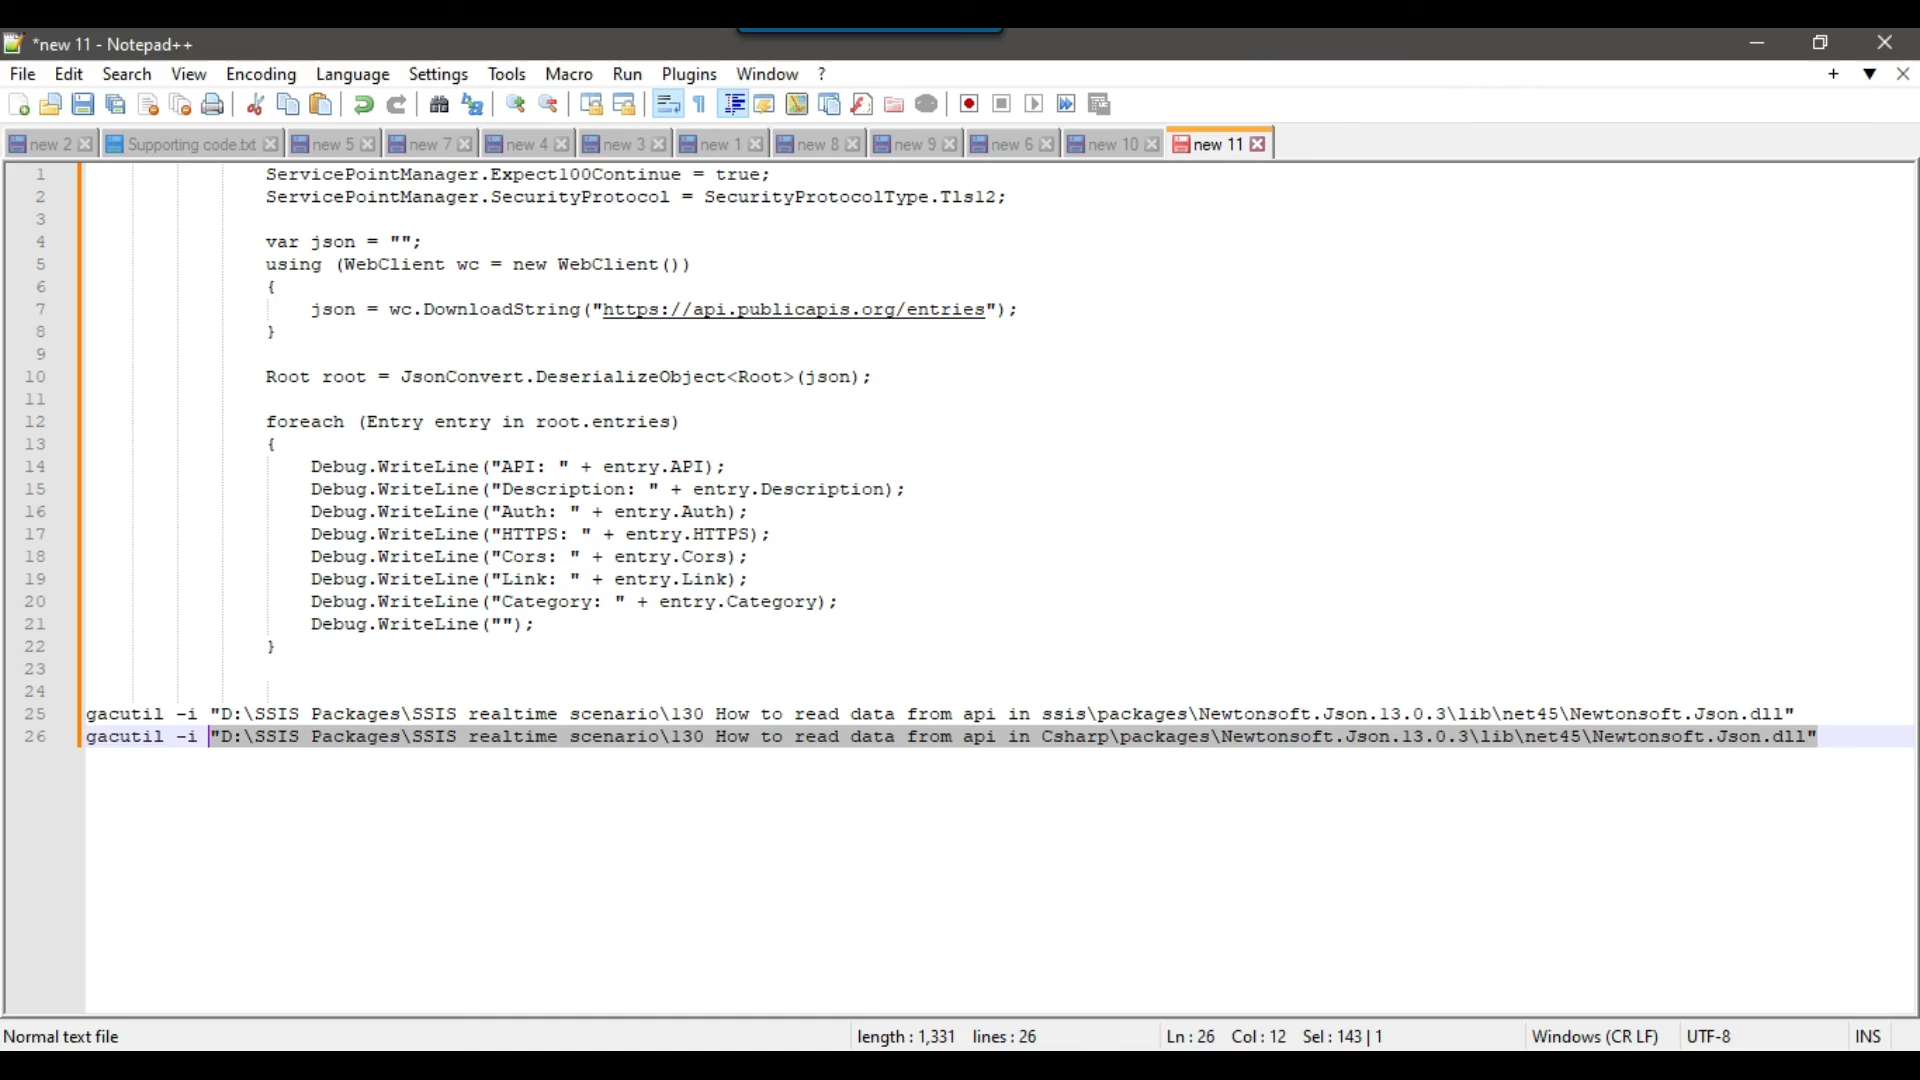 *new 11 - Notepad++
File Edit Search View Encoding Language Settings Tools Macro Run Plugins Window ?
new 2 Supporting code.txt new 5 new 7 new 4 new 3 new 1 new 8 new 9 new 6 new 10 new 11
1 ServicePointManager.Expect100Continue = true;
2 ServicePointManager.SecurityProtocol = SecurityProtocolType.Tls12;
3
4 var json = "";
5 using (WebClient wc = new WebClient())
6 {
7 json = wc.DownloadString("https://api.publicapis.org/entries");
8 }
9
10 Root root = JsonConvert.DeserializeObject<Root>(json);
11
12 foreach (Entry entry in root.entries)
13 {
14 Debug.WriteLine("API: " + entry.API);
15 Debug.WriteLine("Description: " + entry.Description);
16 Debug.WriteLine("Auth: " + entry.Auth);
17 Debug.WriteLine("HTTPS: " + entry.HTTPS);
18 Debug.WriteLine("Cors: " + entry.Cors);
19 Debug.WriteLine("Link: " + entry.Link);
20 Debug.WriteLine("Category: " + entry.Category);
21 Debug.WriteLine("");
22 }
23
24
25 gacutil -i "D:\SSIS Packages\SSIS realtime scenario\130 How to read data from api in ssis\packages\Newtonsoft.Json.13.0.3\lib\net45\Newtonsoft.Json.dll"
26 gacutil -i "D:\SSIS Packages\SSIS realtime scenario\130 How to read data from api in Csharp\packages\Newtonsoft.Json.13.0.3\lib\net45\Newtonsoft.Json.dll"
Normal text file length : 1,331 lines : 26 Ln : 26 Col : 12 Sel : 143 | 1 Windows (CR LF) UTF-8 INS